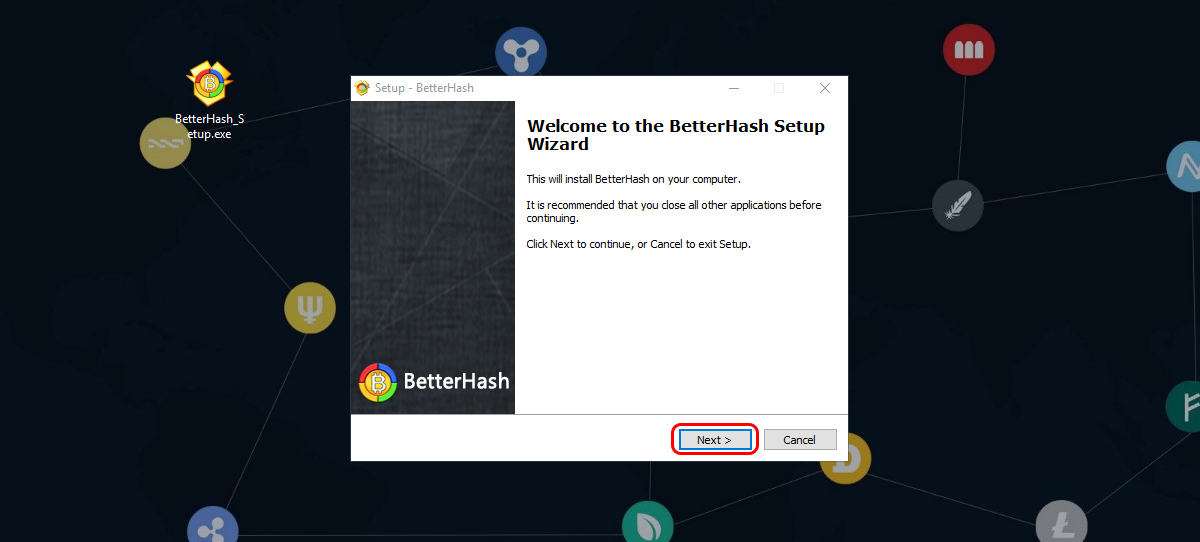 BetterHash_S
etup.exe
Setup - BetterHash
Welcome to the BetterHash Setup
Wizard
This will install BetterHash on your computer.
It is recommended that you close all other applications before
continuing.
Click Next to continue, or Cancel to exit Setup.
BetterHash
Next >
Cancel